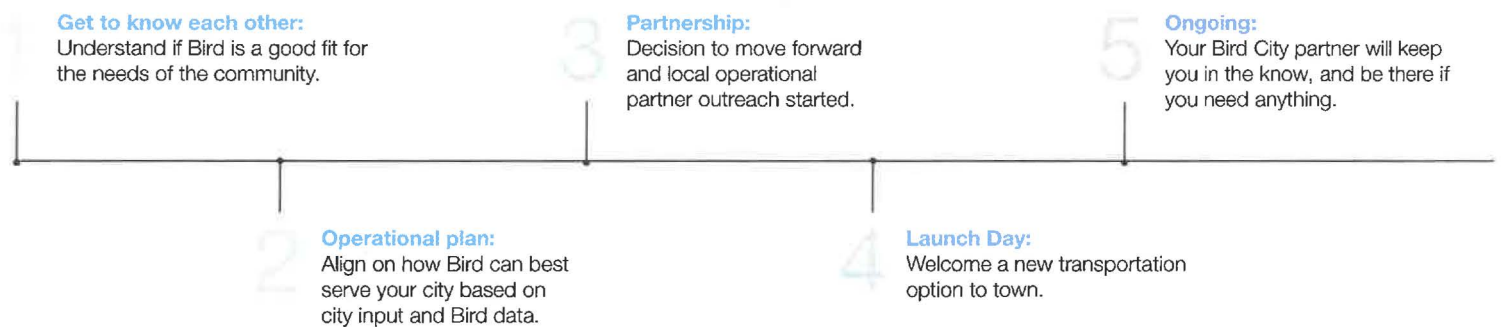 1
Get to know each other:
Understand if Bird is a good fit for
the needs of the community.
2
Operational plan:
Align on how Bird can best
serve your city based on
city input and Bird data.
3
Partnership:
Decision to move forward
and local operational
partner outreach started.
4
Launch Day:
Welcome a new transportation
option to town.
5
Ongoing:
Your Bird City partner will keep
you in the know, and be there if
you need anything.